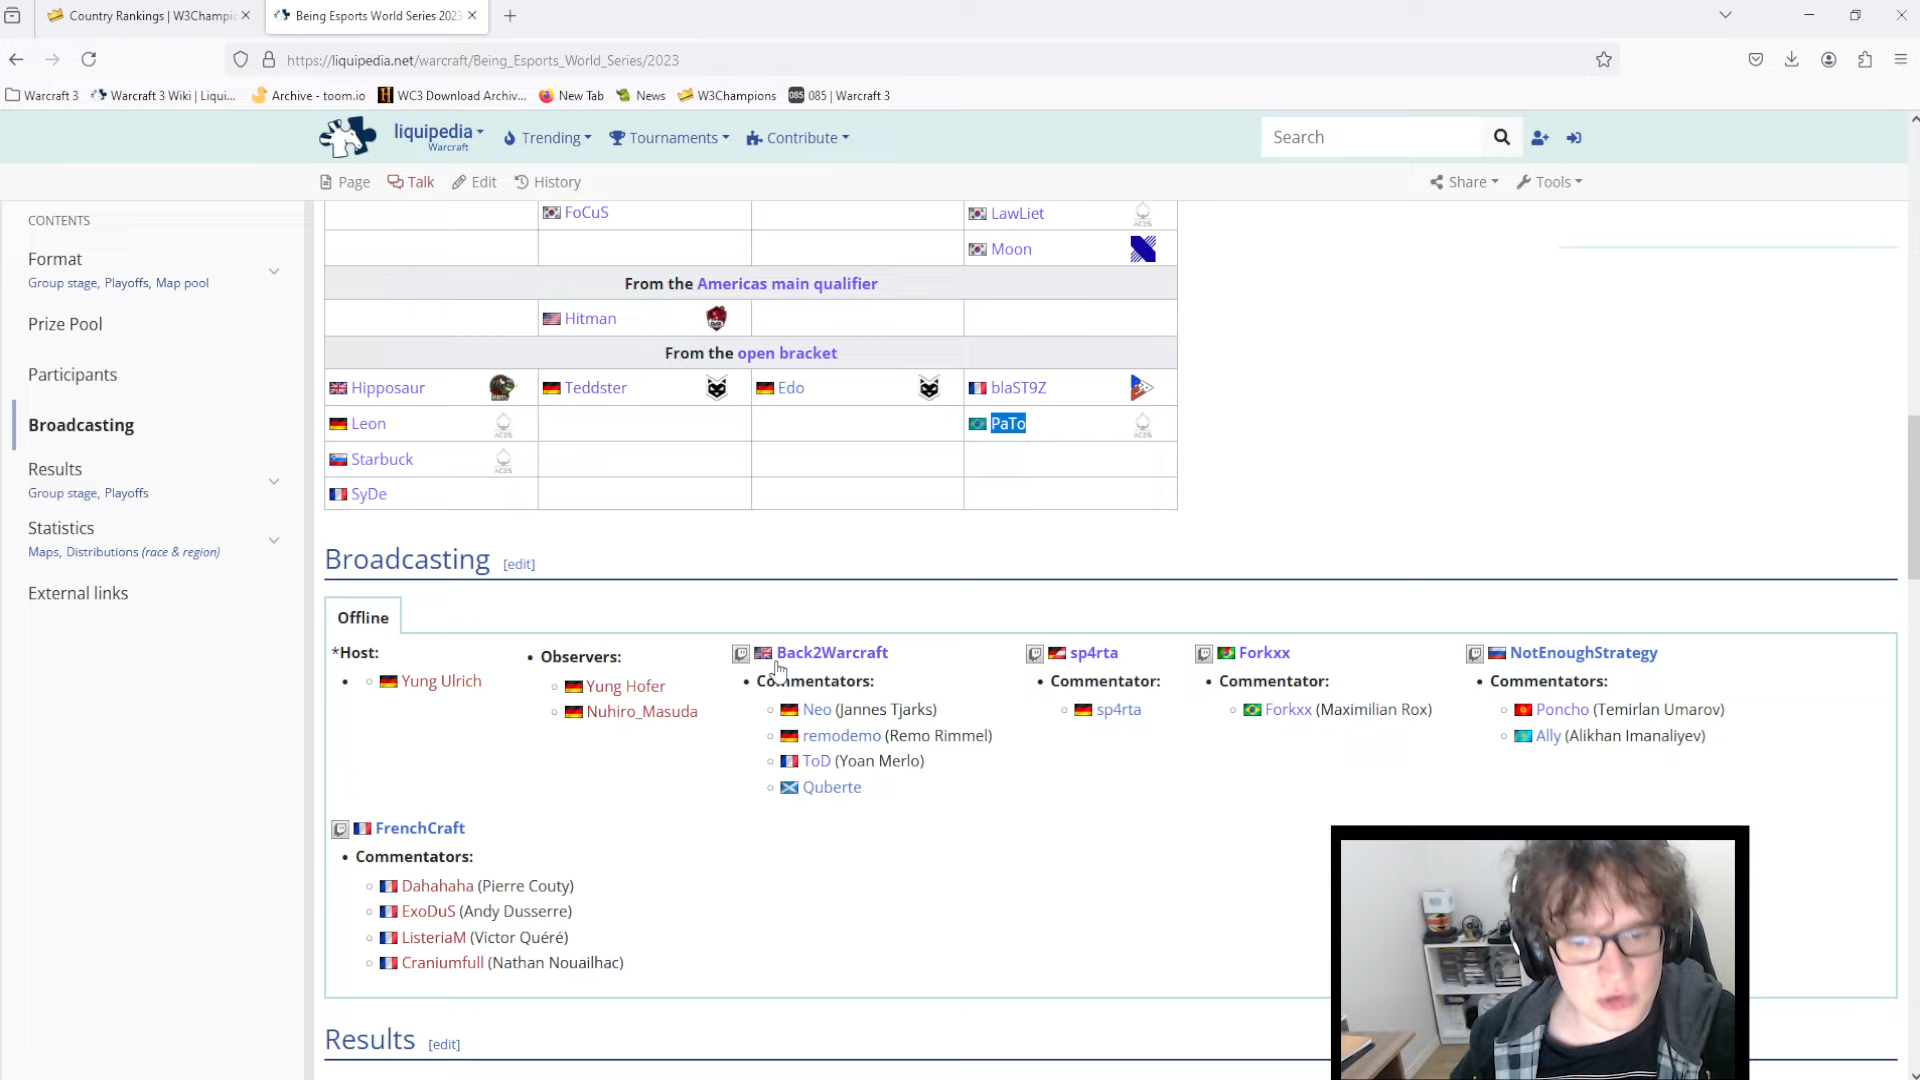 Country Rankings | W3Champic
Being Esports World Series 2023
https://liquipedia.net/warcraft/Being_Esports_World_Series/2023
Warcraft 3
Warcraft 3 Wiki | Liqui...
Archive - toom.io
WC3 Download Archiv...
New Tab
News
W3Champions
085 | Warcraft 3
liquipedia
Warcraft
Trending
Tournaments
Contribute
Search
Page
Talk
Edit
History
Share
Tools
CONTENTS
Format
Group stage, Playoffs, Map pool
Prize Pool
Participants
Broadcasting
Results
Group stage, Playoffs
Statistics
Maps, Distributions (race & region)
External links
FoCuS
LawLiet
ACES
Moon
From the Americas main qualifier
Hitman
From the open bracket
Hipposaur
Teddster
Edo
blaST9Z
Leon
ACES
PaTo
ACES
Starbuck
ACES
SyDe
Broadcasting [edit]
Offline
*Host:
Yung Ulrich
Observers:
Yung Hofer
Nuhiro_Masuda
Back2Warcraft
Commentators:
Neo (Jannes Tjarks)
remodemo (Remo Rimmel)
ToD (Yoan Merlo)
Quberte
sp4rta
Commentator:
sp4rta
Forkxx
Commentator:
Forkxx (Maximilian Rox)
NotEnoughStrategy
Commentators:
Poncho (Temirlan Umarov)
Ally (Alikhan Imanaliyev)
FrenchCraft
Commentators:
Dahahaha (Pierre Couty)
ExoDuS (Andy Dusserre)
ListeriaM (Victor Quéré)
Craniumfull (Nathan Nouailhac)
Results [edit]